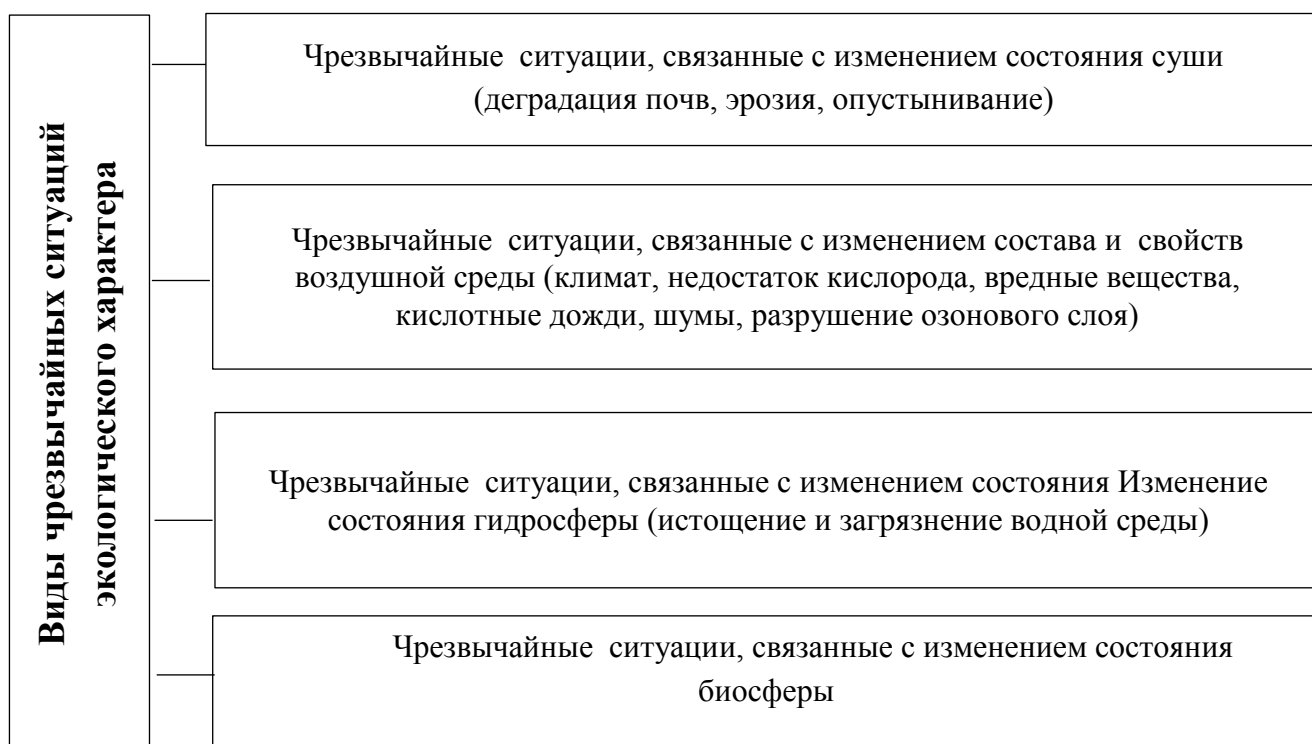 Виды чрезвычайных ситуаций
экологического характера
Чрезвычайные ситуации, связанные с изменением состояния суши
(деградация почв, эрозия, опустынивание)
Чрезвычайные ситуации, связанные с изменением состава и свойств
воздушной среды (климат, недостаток кислорода, вредные вещества,
кислотные дожди, шумы, разрушение озонового слоя)
Чрезвычайные ситуации, связанные с изменением состояния Изменение
состояния гидросферы (истощение и загрязнение водной среды)
Чрезвычайные ситуации, связанные с изменением состояния
биосферы